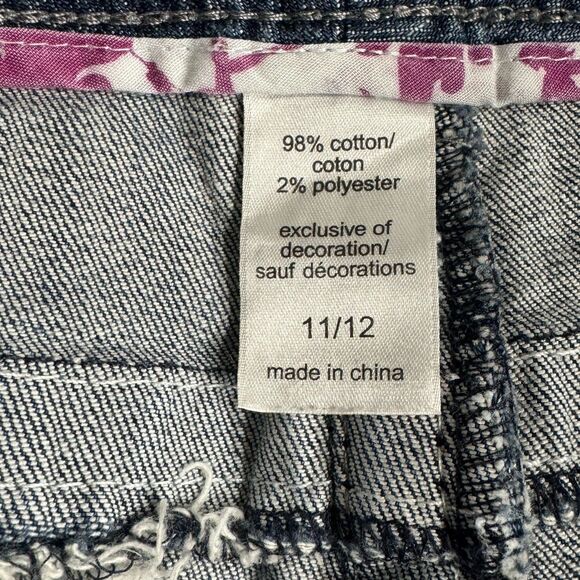 98% cotton/
coton
2% polyester
exclusive of
decoration/
sauf décorations
11/12
made in china